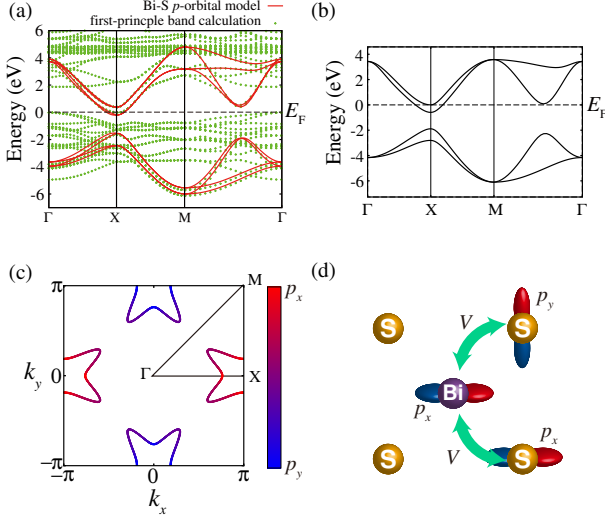 (a) Bi-S p-orbital model
first-princple band calculation
Energy (eV)
6
4
2
0
-2
-4
-6
E_F
Γ X M Γ
(b)
Energy (eV)
4
2
0
-2
-4
-6
E_F
Γ X M Γ
(c)
π
0
−π
k_y
−π 0 π
k_x
M
Γ X
p_x
p_y
(d)
p_y
S S
V
Bi
p_x
p_x
V
S S